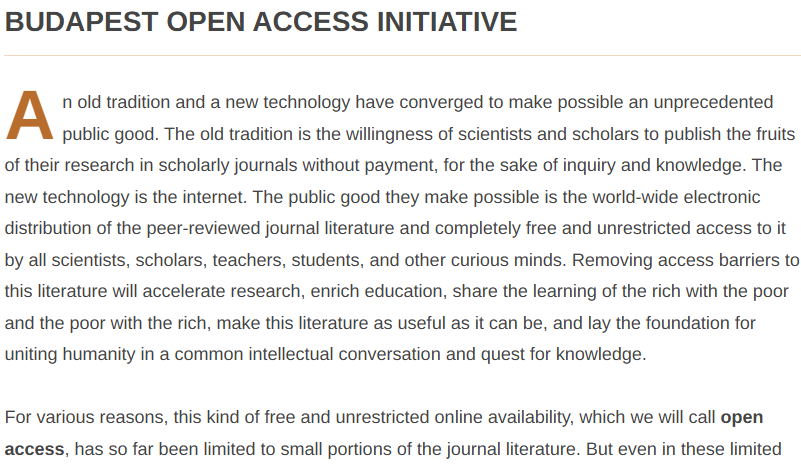 BUDAPEST OPEN ACCESS INITIATIVE
An old tradition and a new technology have converged to make possible an unprecedented
public good. The old tradition is the willingness of scientists and scholars to publish the fruits
of their research in scholarly journals without payment, for the sake of inquiry and knowledge. The
new technology is the internet. The public good they make possible is the world-wide electronic
distribution of the peer-reviewed journal literature and completely free and unrestricted access to it
by all scientists, scholars, teachers, students, and other curious minds. Removing access barriers to
this literature will accelerate research, enrich education, share the learning of the rich with the poor
and the poor with the rich, make this literature as useful as it can be, and lay the foundation for
uniting humanity in a common intellectual conversation and quest for knowledge.
For various reasons, this kind of free and unrestricted online availability, which we will call open
access, has so far been limited to small portions of the journal literature. But even in these limited